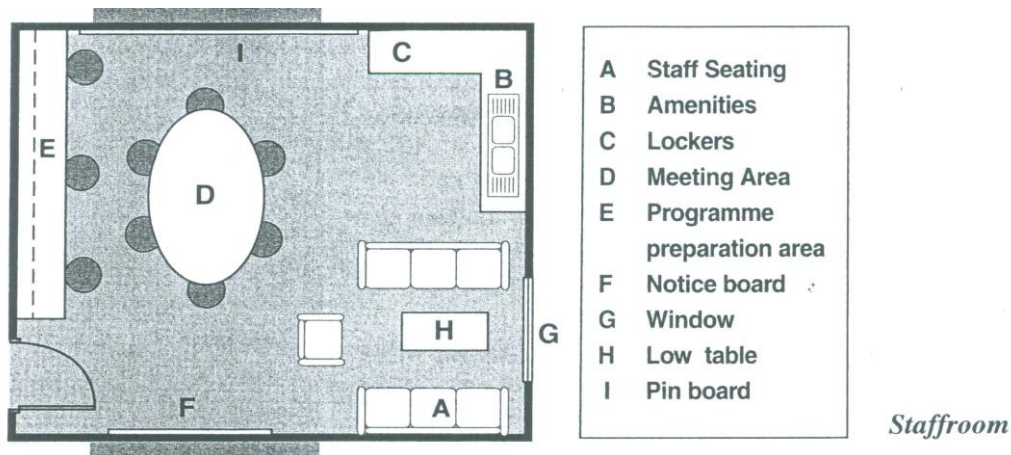 I
C
B
E
D
H
G
F
A
A Staff Seating
B Amenities
C Lockers
D Meeting Area
E Programme
preparation area
F Notice board
G Window
H Low table
I Pin board
Staffroom